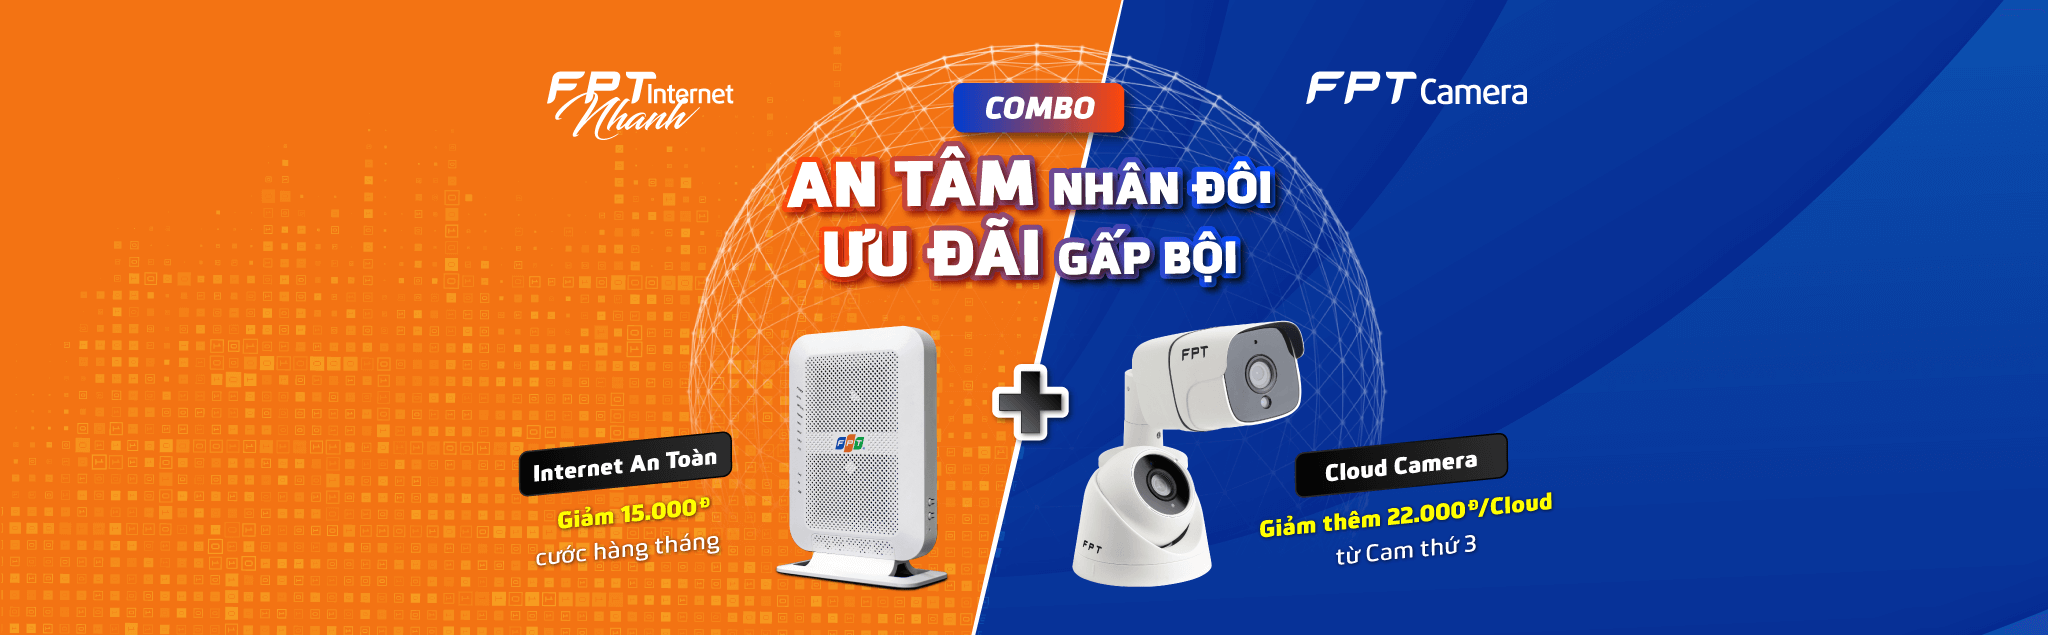 FPT Internet
Nhanh
FPT Camera
COMBO
AN TÂM NHÂN ĐÔI
ƯU ĐÃI GẤP BỘI
FPT
FPT
FPT
Internet An Toàn
Giảm 15.000Đ
cước hàng tháng
Cloud Camera
Giảm thêm 22.000Đ/Cloud
từ Cam thứ 3